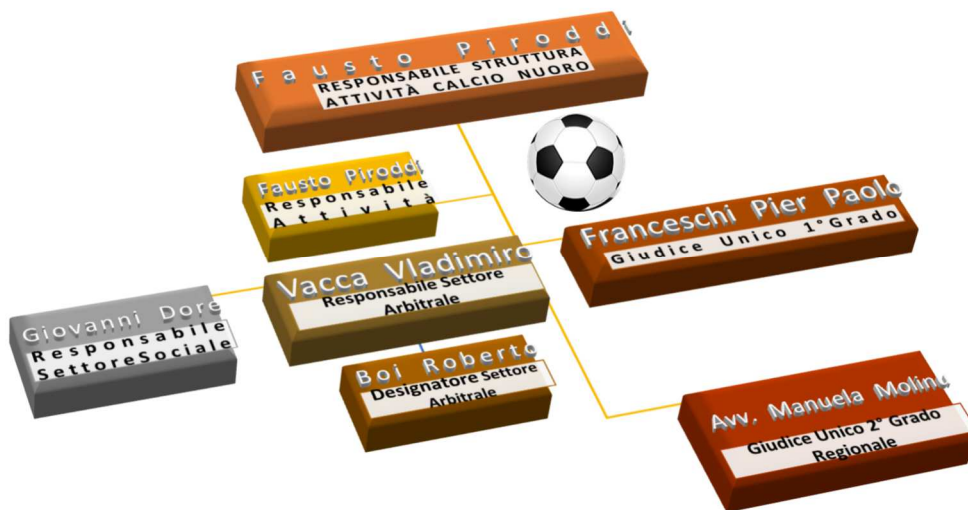 Fausto Piroddi
RESPONSABILE STRUTTURA
ATTIVITÀ CALCIO NUORO
Fausto Piroddi
Responsabile
Attività
Franceschi Pier Paolo
Giudice Unico 1°Grado
Vacca Vladimiro
Responsabile Settore
Arbitrale
Giovanni Dore
Responsabile
SettoreSociale
Boi Roberto
Designatore Settore
Arbitrale
Avv. Manuela Molinu
Giudice Unico 2° Grado
Regionale